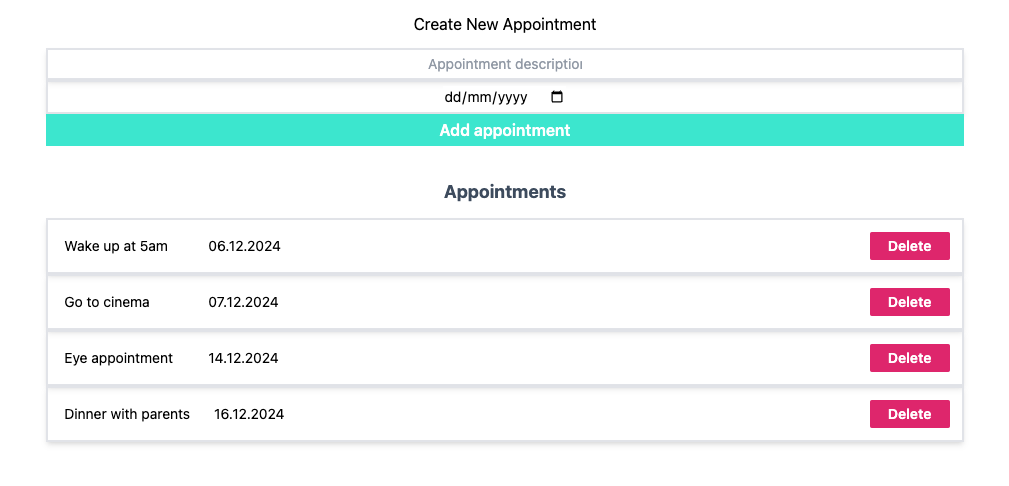 Create New Appointment
Appointment description
dd/mm/yyyy
Add appointment
Appointments
Wake up at 5am 06.12.2024 Delete
Go to cinema 07.12.2024 Delete
Eye appointment 14.12.2024 Delete
Dinner with parents 16.12.2024 Delete